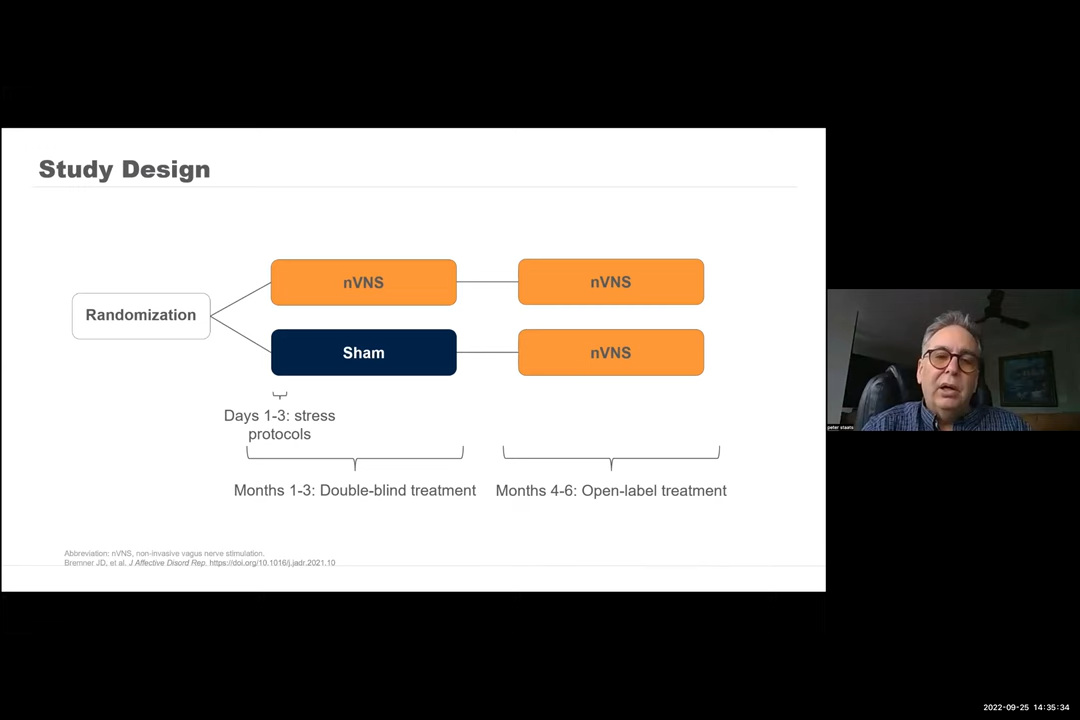 Study Design
nVNS
nVNS
Randomization
Sham
nVNS
Days 1-3: stress
protocols
Months 1-3: Double-blind treatment
Months 4-6: Open-label treatment
Abbreviation: nVNS, non-invasive vagus nerve stimulation.
Bremner JD, et al. J Affective Disord Rep. https://doi.org/10.1016/j.jadr.2021.10
peter staats
2022-09-25 14:35:34